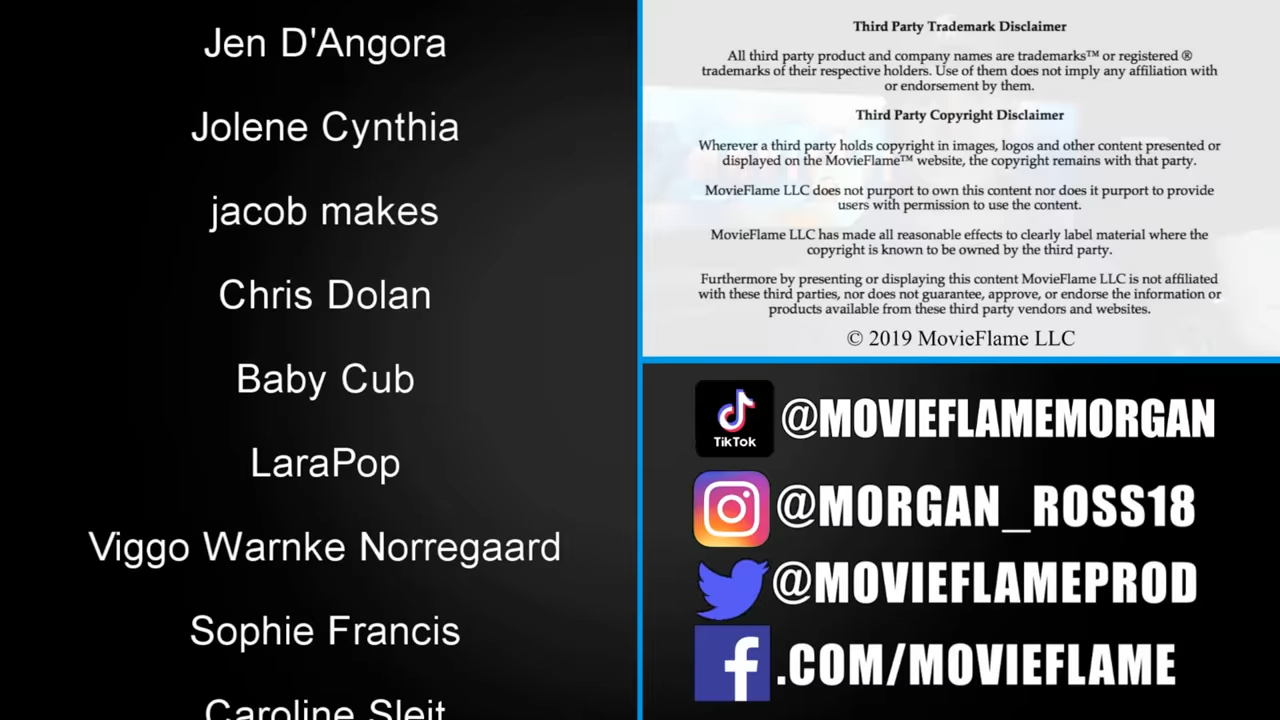 Jen D'Angora
Jolene Cynthia
jacob makes
Chris Dolan
Baby Cub
LaraPop
Viggo Warnke Norregaard
Sophie Francis
Caroline Sleit
Third Party Trademark Disclaimer
All third party product and company names are trademarks™ or registered ®
trademarks of their respective holders. Use of them does not imply any affiliation with
or endorsement by them.
Third Party Copyright Disclaimer
Wherever a third party holds copyright in images, logos and other content presented or
displayed on the MovieFlame™ website, the copyright remains with that party.
MovieFlame LLC does not purport to own this content nor does it purport to provide
users with permission to use the content.
MovieFlame LLC has made all reasonable effects to clearly label material where the
copyright is known to be owned by the third party.
Furthermore by presenting or displaying this content MovieFlame LLC is not affiliated
with these third parties, nor does not guarantee, approve, or endorse the information or
products available from these third party vendors and websites.
© 2019 MovieFlame LLC
TikTok @MOVIEFLAMEMORGAN
@MORGAN_ROSS18
@MOVIEFLAMEPROD
f .COM/MOVIEFLAME